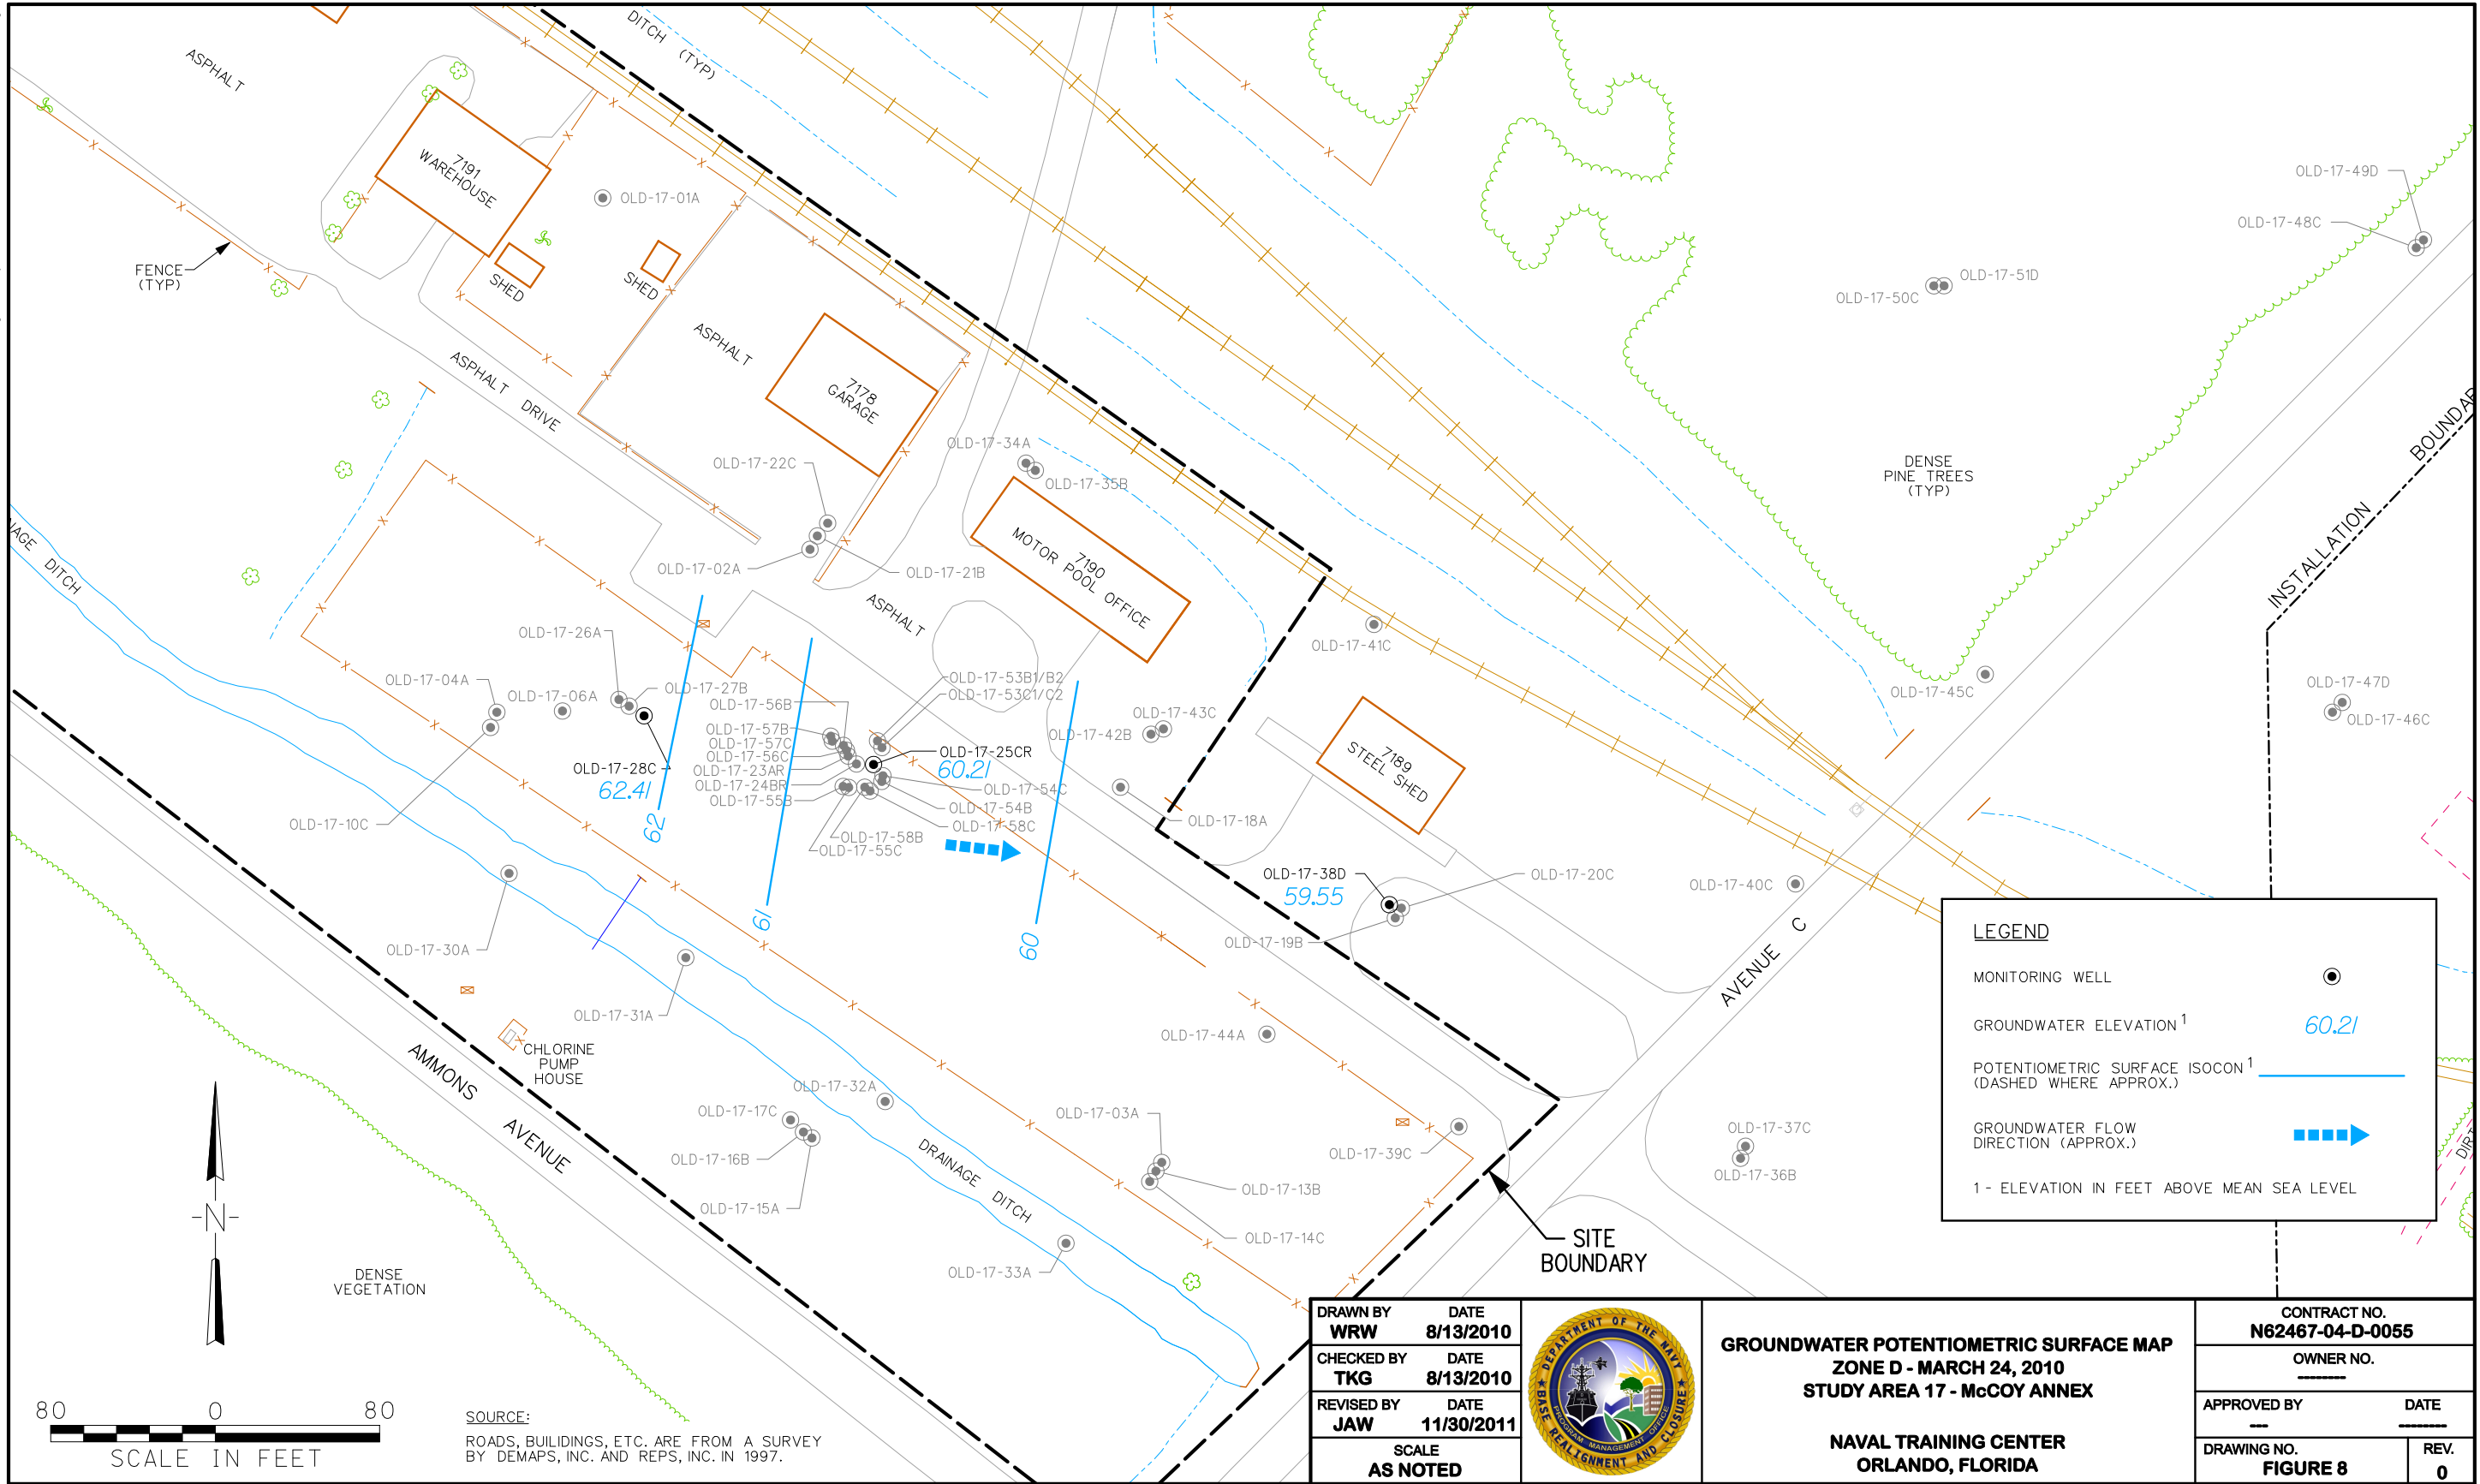 ASPHALT
DITCH (TYP)
7191
WAREHOUSE
OLD-17-01A
FENCE
(TYP)
SHED
SHED
ASPHALT
ASPHALT DRIVE
7178
GARAGE
OLD-17-49D
OLD-17-48C
OLD-17-51D
OLD-17-50C
DENSE
PINE TREES
(TYP)
INSTALLATION
OLD-17-34A
OLD-17-35B
OLD-17-22C
OLD-17-02A
OLD-17-21B
7190
MOTOR POOL OFFICE
ASPHALT
DITCH
OLD-17-26A
OLD-17-27B
OLD-17-04A
OLD-17-06A
OLD-17-10C
OLD-17-28C
62.41
62
OLD-17-53B1/B2
OLD-17-53C1/C2
OLD-17-56B
OLD-17-57B
OLD-17-57C
OLD-17-56C
OLD-17-23AR
OLD-17-24BR
OLD-17-55B
OLD-17-25CR
60.21
OLD-17-54C
OLD-17-54B
OLD-17-58C
OLD-17-58B
OLD-17-55C
61
60
OLD-17-41C
OLD-17-43C
OLD-17-42B
OLD-17-18A
7189
STEEL SHED
OLD-17-45C
OLD-17-47D
OLD-17-46C
OLD-17-38D
59.55
OLD-17-20C
OLD-17-19B
OLD-17-40C
AVENUE C
OLD-17-30A
OLD-17-31A
CHLORINE
PUMP
HOUSE
AMMONS AVENUE
OLD-17-32A
OLD-17-17C
OLD-17-16B
OLD-17-15A
DRAINAGE DITCH
OLD-17-03A
OLD-17-13B
OLD-17-14C
OLD-17-33A
OLD-17-44A
OLD-17-39C
OLD-17-37C
OLD-17-36B
SITE
BOUNDARY
DENSE
VEGETATION
LEGEND
MONITORING WELL
GROUNDWATER ELEVATION 1 60.21
POTENTIOMETRIC SURFACE ISOCON 1
(DASHED WHERE APPROX.)
GROUNDWATER FLOW
DIRECTION (APPROX.)
1 - ELEVATION IN FEET ABOVE MEAN SEA LEVEL
-N-
80 0 80
SCALE IN FEET
SOURCE:
ROADS, BUILIDINGS, ETC. ARE FROM A SURVEY
BY DEMAPS, INC. AND REPS, INC. IN 1997.
DRAWN BY DATE
WRW 8/13/2010
CHECKED BY DATE
TKG 8/13/2010
REVISED BY DATE
JAW 11/30/2011
SCALE
AS NOTED
DEPARTMENT OF THE NAVY
BASE REALIGNMENT AND CLOSURE
PROGRAM MANAGEMENT OFFICE
GROUNDWATER POTENTIOMETRIC SURFACE MAP
ZONE D - MARCH 24, 2010
STUDY AREA 17 - McCOY ANNEX
NAVAL TRAINING CENTER
ORLANDO, FLORIDA
CONTRACT NO.
N62467-04-D-0055
OWNER NO.
--------
APPROVED BY DATE
--- --------
DRAWING NO. REV.
FIGURE 8 0